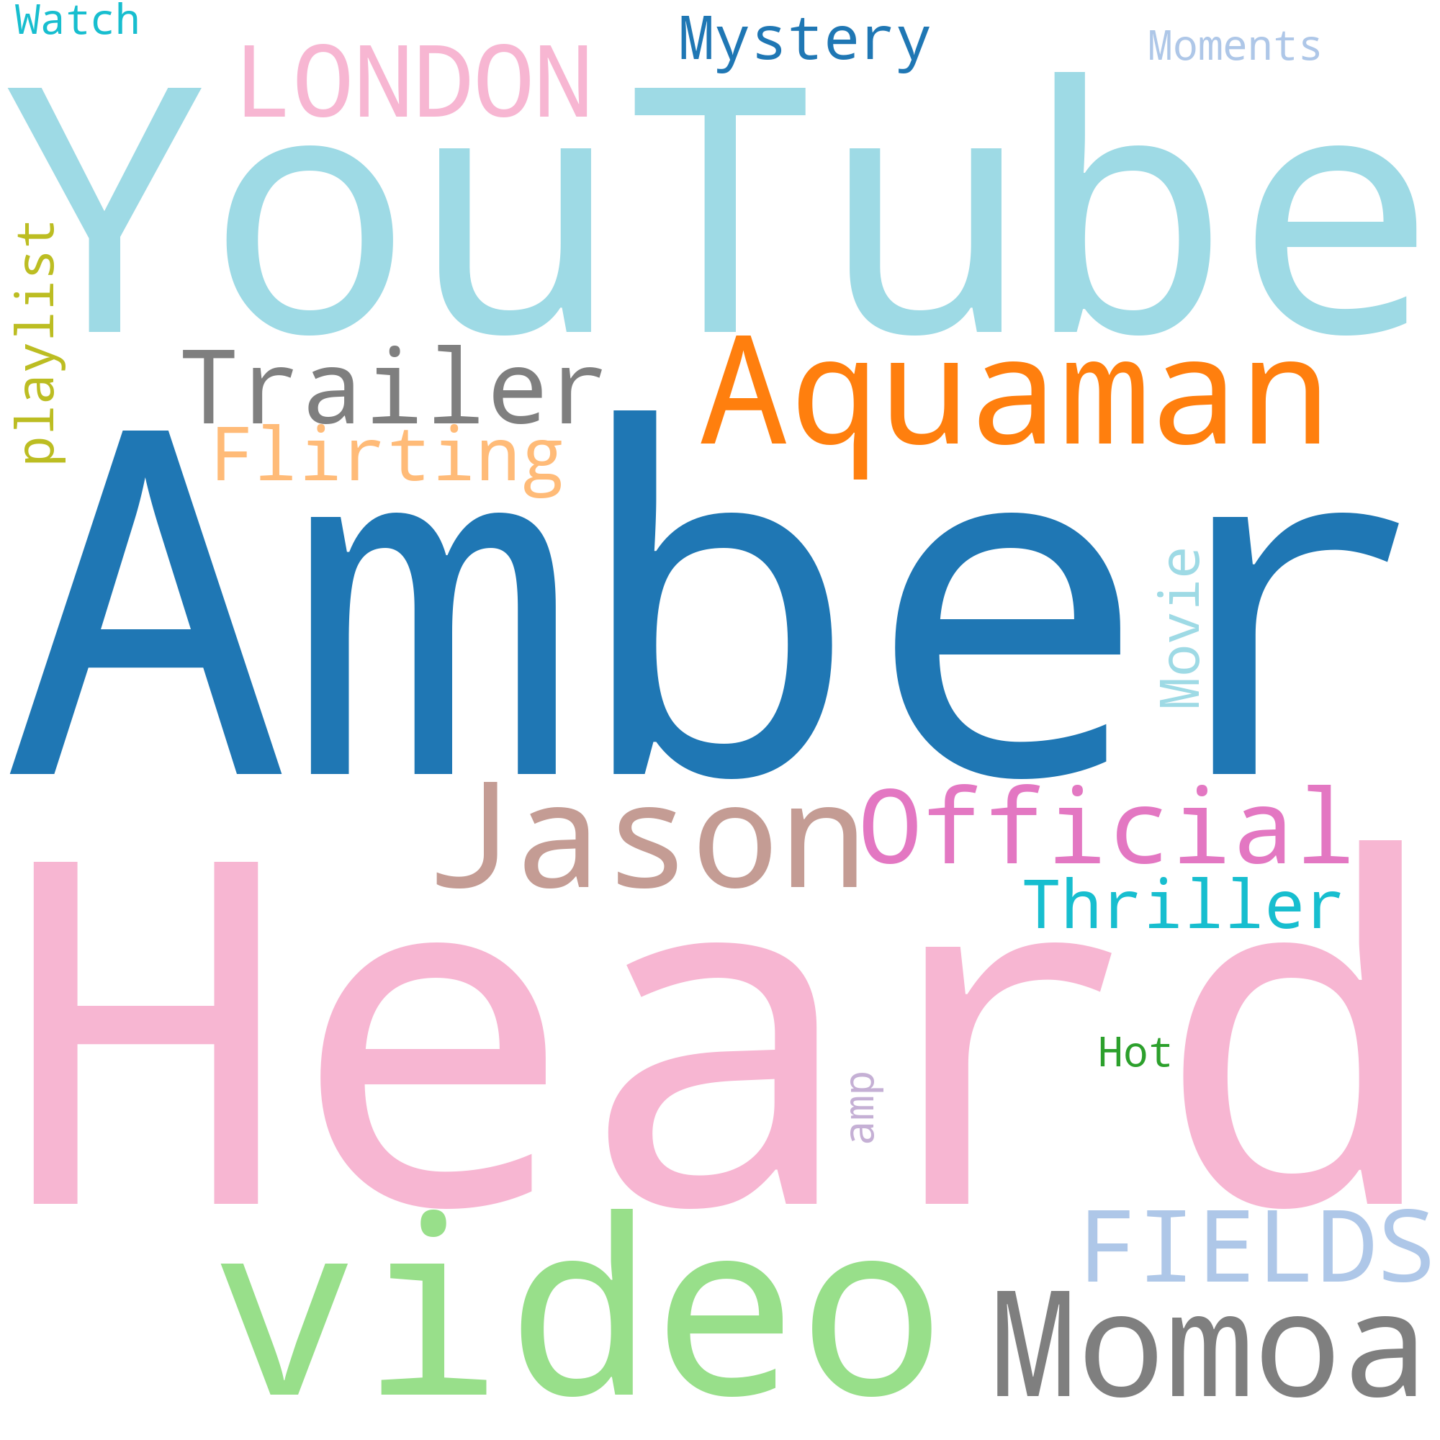 Watch
Mystery
Moments
LONDON
YouTube
playlist
Trailer
Aquaman
Flirting
Amber
Movie
Jason
Official
Thriller
Heard
Hot
amp
video
FIELDS
Momoa